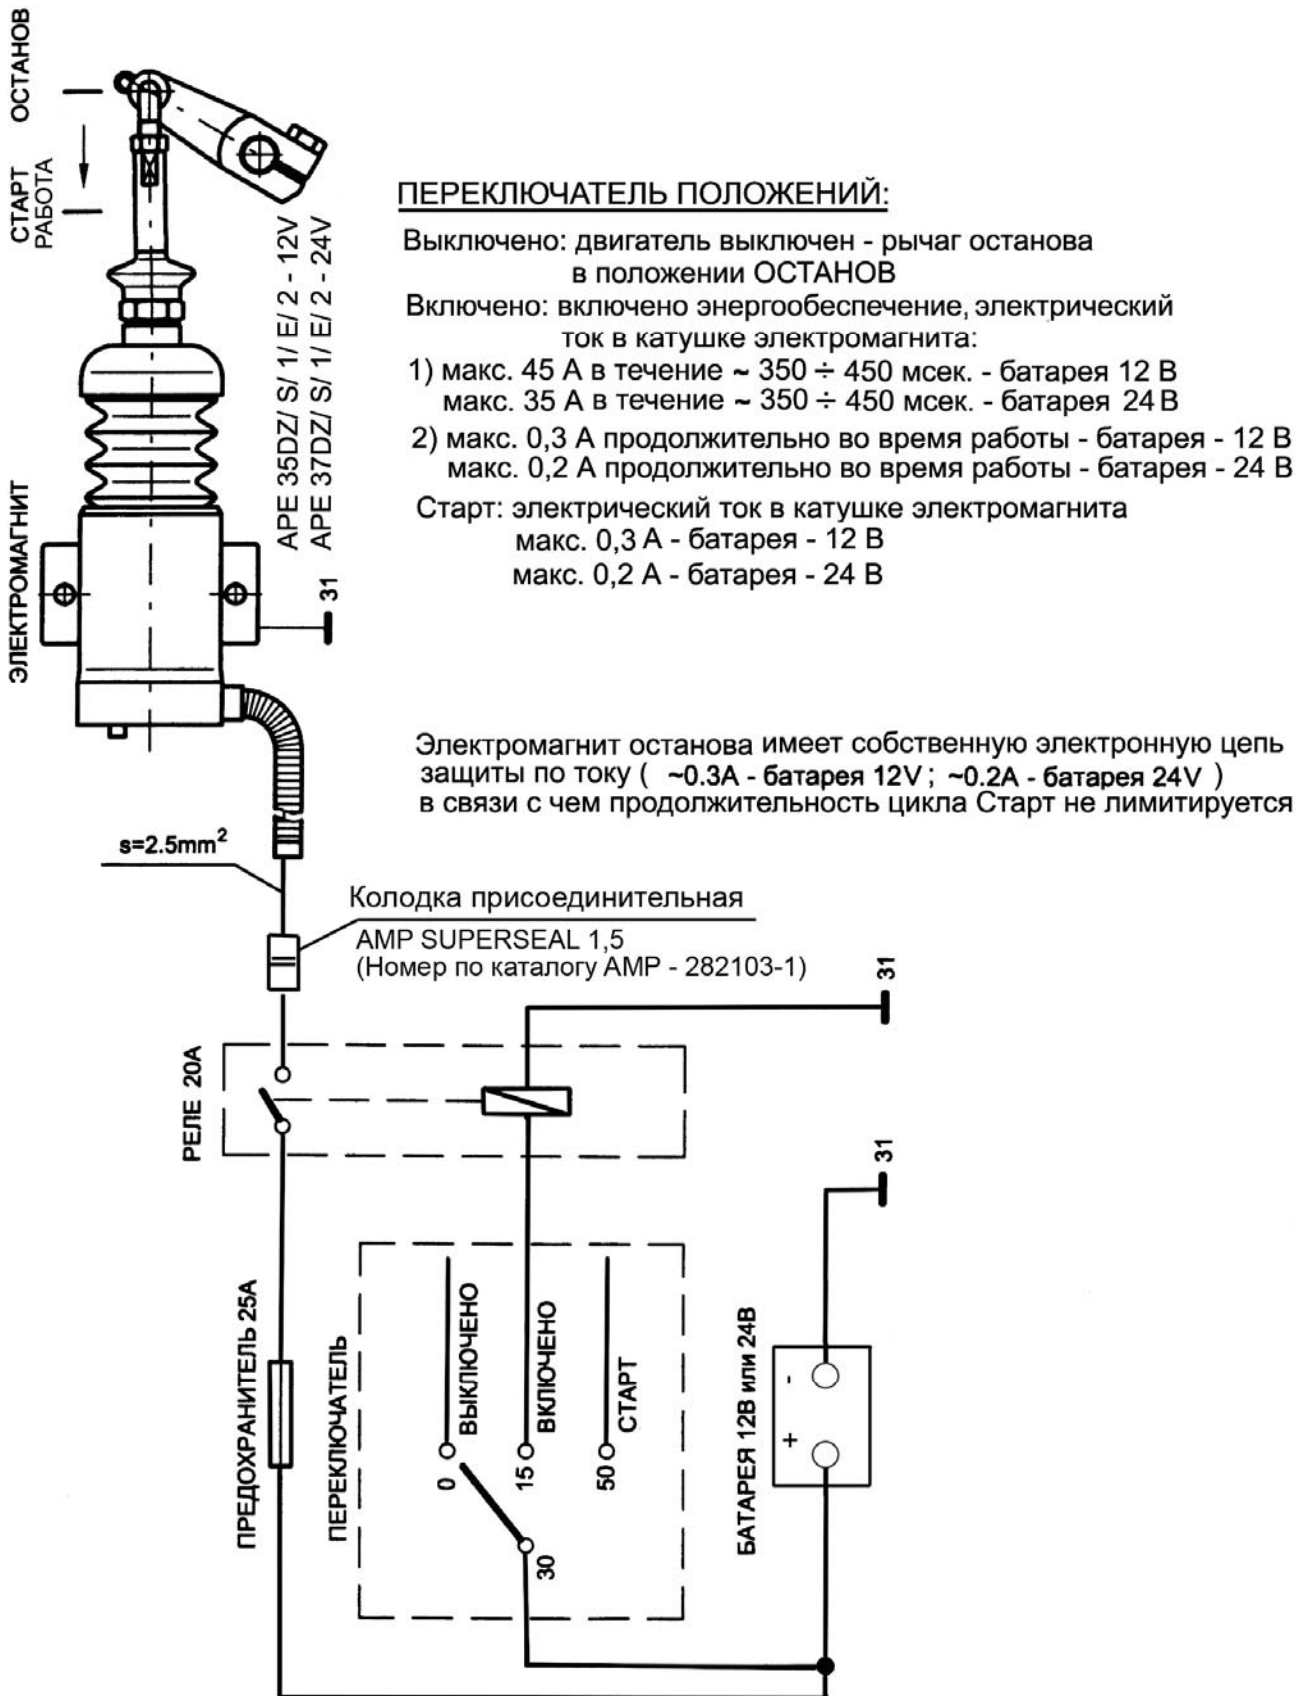 ОСТАНОВ
СТАРТ
РАБОТА
ЭЛЕКТРОМАГНИТ
APE 35DZ/ S/ 1/ E/ 2 - 12V
APE 37DZ/ S/ 1/ E/ 2 - 24V
31
ПЕРЕКЛЮЧАТЕЛЬ ПОЛОЖЕНИЙ:
Выключено: двигатель выключен - рычаг останова
в положении ОСТАНОВ
Включено: включено энергообеспечение, электрический
ток в катушке электромагнита:
1) макс. 45 А в течение ~ 350 ÷ 450 мсек. - батарея 12 В
макс. 35 А в течение ~ 350 ÷ 450 мсек. - батарея 24 В
2) макс. 0,3 А продолжительно во время работы - батарея - 12 В
макс. 0,2 А продолжительно во время работы - батарея - 24 В
Старт: электрический ток в катушке электромагнита
макс. 0,3 А - батарея - 12 В
макс. 0,2 А - батарея - 24 В
Электромагнит останова имеет собственную электронную цепь
защиты по току ( ~0.3A - батарея 12V ; ~0.2A - батарея 24V )
в связи с чем продолжительность цикла Старт не лимитируется
s=2.5mm²
Колодка присоединительная
AMP SUPERSEAL 1,5
(Номер по каталогу AMP - 282103-1)
31
РЕЛЕ 20А
31
ПРЕДОХРАНИТЕЛЬ 25А
ПЕРЕКЛЮЧАТЕЛЬ
ВЫКЛЮЧЕНО
ВКЛЮЧЕНО
СТАРТ
0
15
50
30
БАТАРЕЯ 12В или 24В
-
+